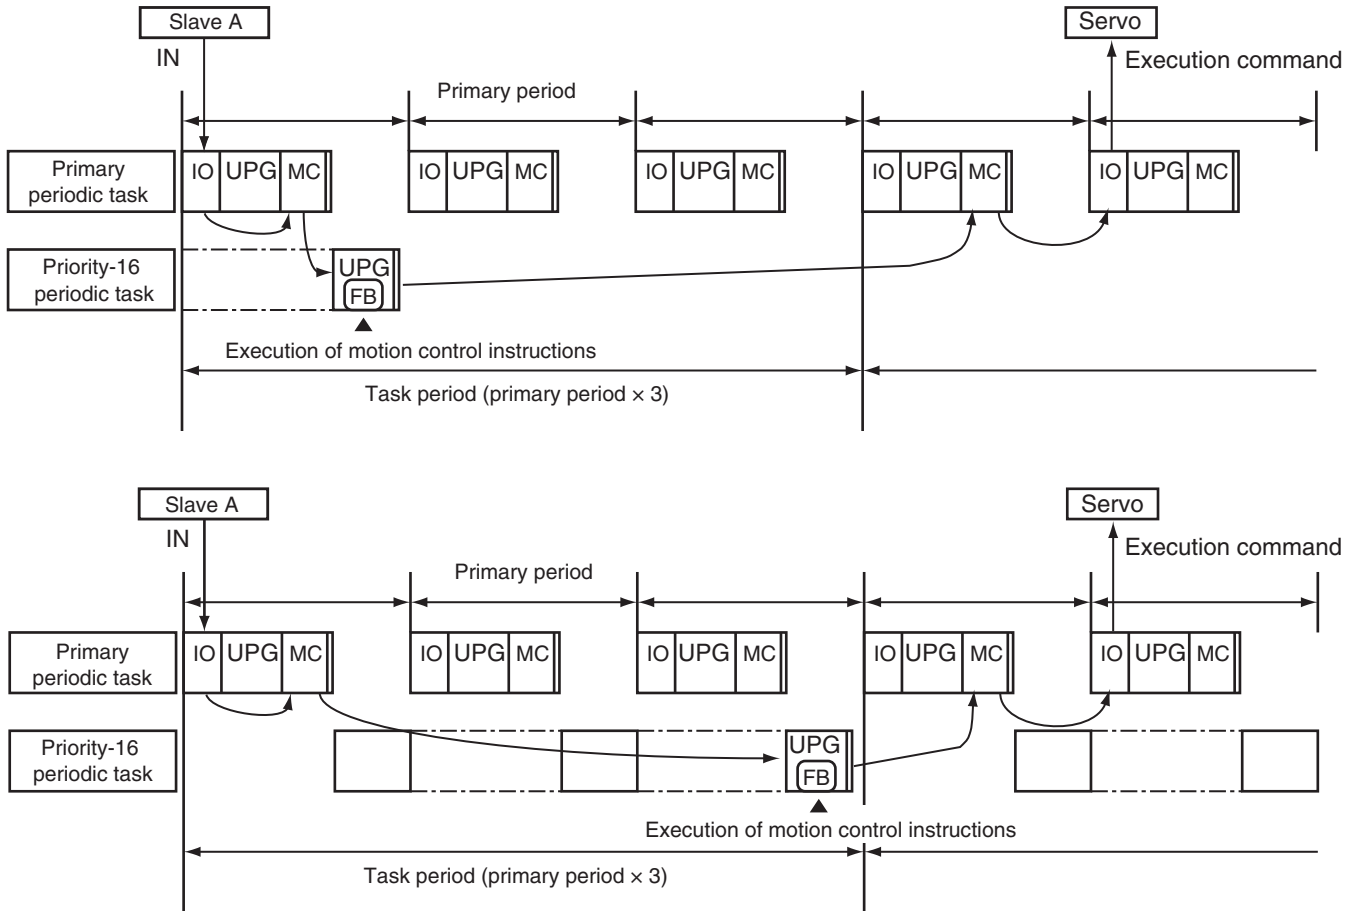 Slave A
Servo
IN
Execution command
Primary period
Primary
periodic task
IO UPG MC
IO UPG MC
IO UPG MC
IO UPG MC
IO UPG MC
Priority-16
periodic task
UPG
FB
Execution of motion control instructions
Task period (primary period × 3)
Slave A
Servo
IN
Execution command
Primary period
Primary
periodic task
IO UPG MC
IO UPG MC
IO UPG MC
IO UPG MC
IO UPG MC
Priority-16
periodic task
UPG
FB
Execution of motion control instructions
Task period (primary period × 3)